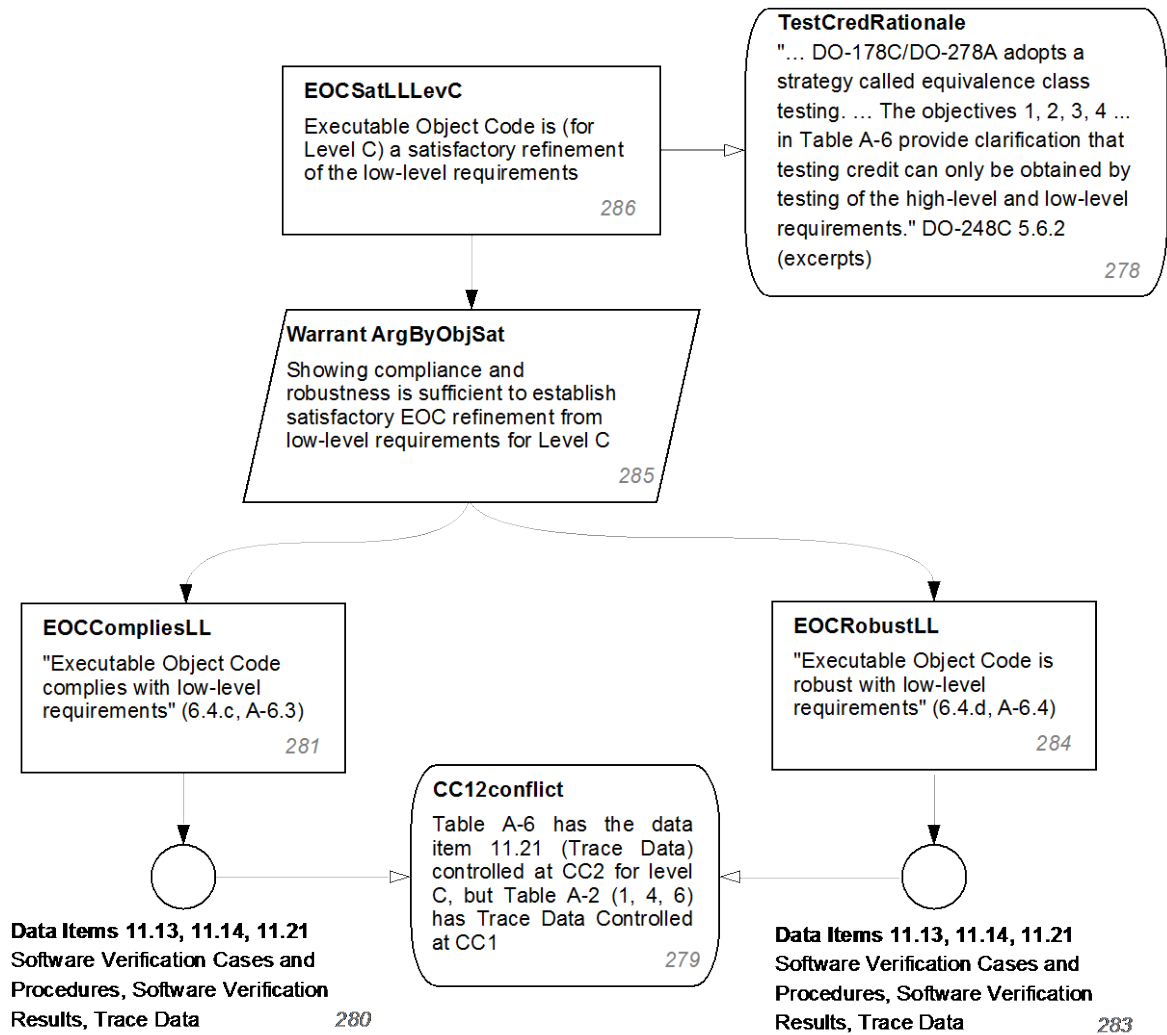 TestCredRationale
"... DO-178C/DO-278A adopts a
strategy called equivalence class
testing. ... The objectives 1, 2, 3, 4 ...
in Table A-6 provide clarification that
testing credit can only be obtained by
testing of the high-level and low-level
requirements." DO-248C 5.6.2
(excerpts)
278
EOCSatLLLevC
Executable Object Code is (for
Level C) a satisfactory refinement
of the low-level requirements
286
Warrant ArgByObjSat
Showing compliance and
robustness is sufficient to establish
satisfactory EOC refinement from
low-level requirements for Level C
285
EOCCompliesLL
"Executable Object Code
complies with low-level
requirements" (6.4.c, A-6.3)
281
EOCRobustLL
"Executable Object Code is
robust with low-level
requirements" (6.4.d, A-6.4)
284
CC12conflict
Table A-6 has the data
item 11.21 (Trace Data)
controlled at CC2 for level
C, but Table A-2 (1, 4, 6)
has Trace Data Controlled
at CC1
279
Data Items 11.13, 11.14, 11.21
Software Verification Cases and
Procedures, Software Verification
Results, Trace Data
280
Data Items 11.13, 11.14, 11.21
Software Verification Cases and
Procedures, Software Verification
Results, Trace Data
283